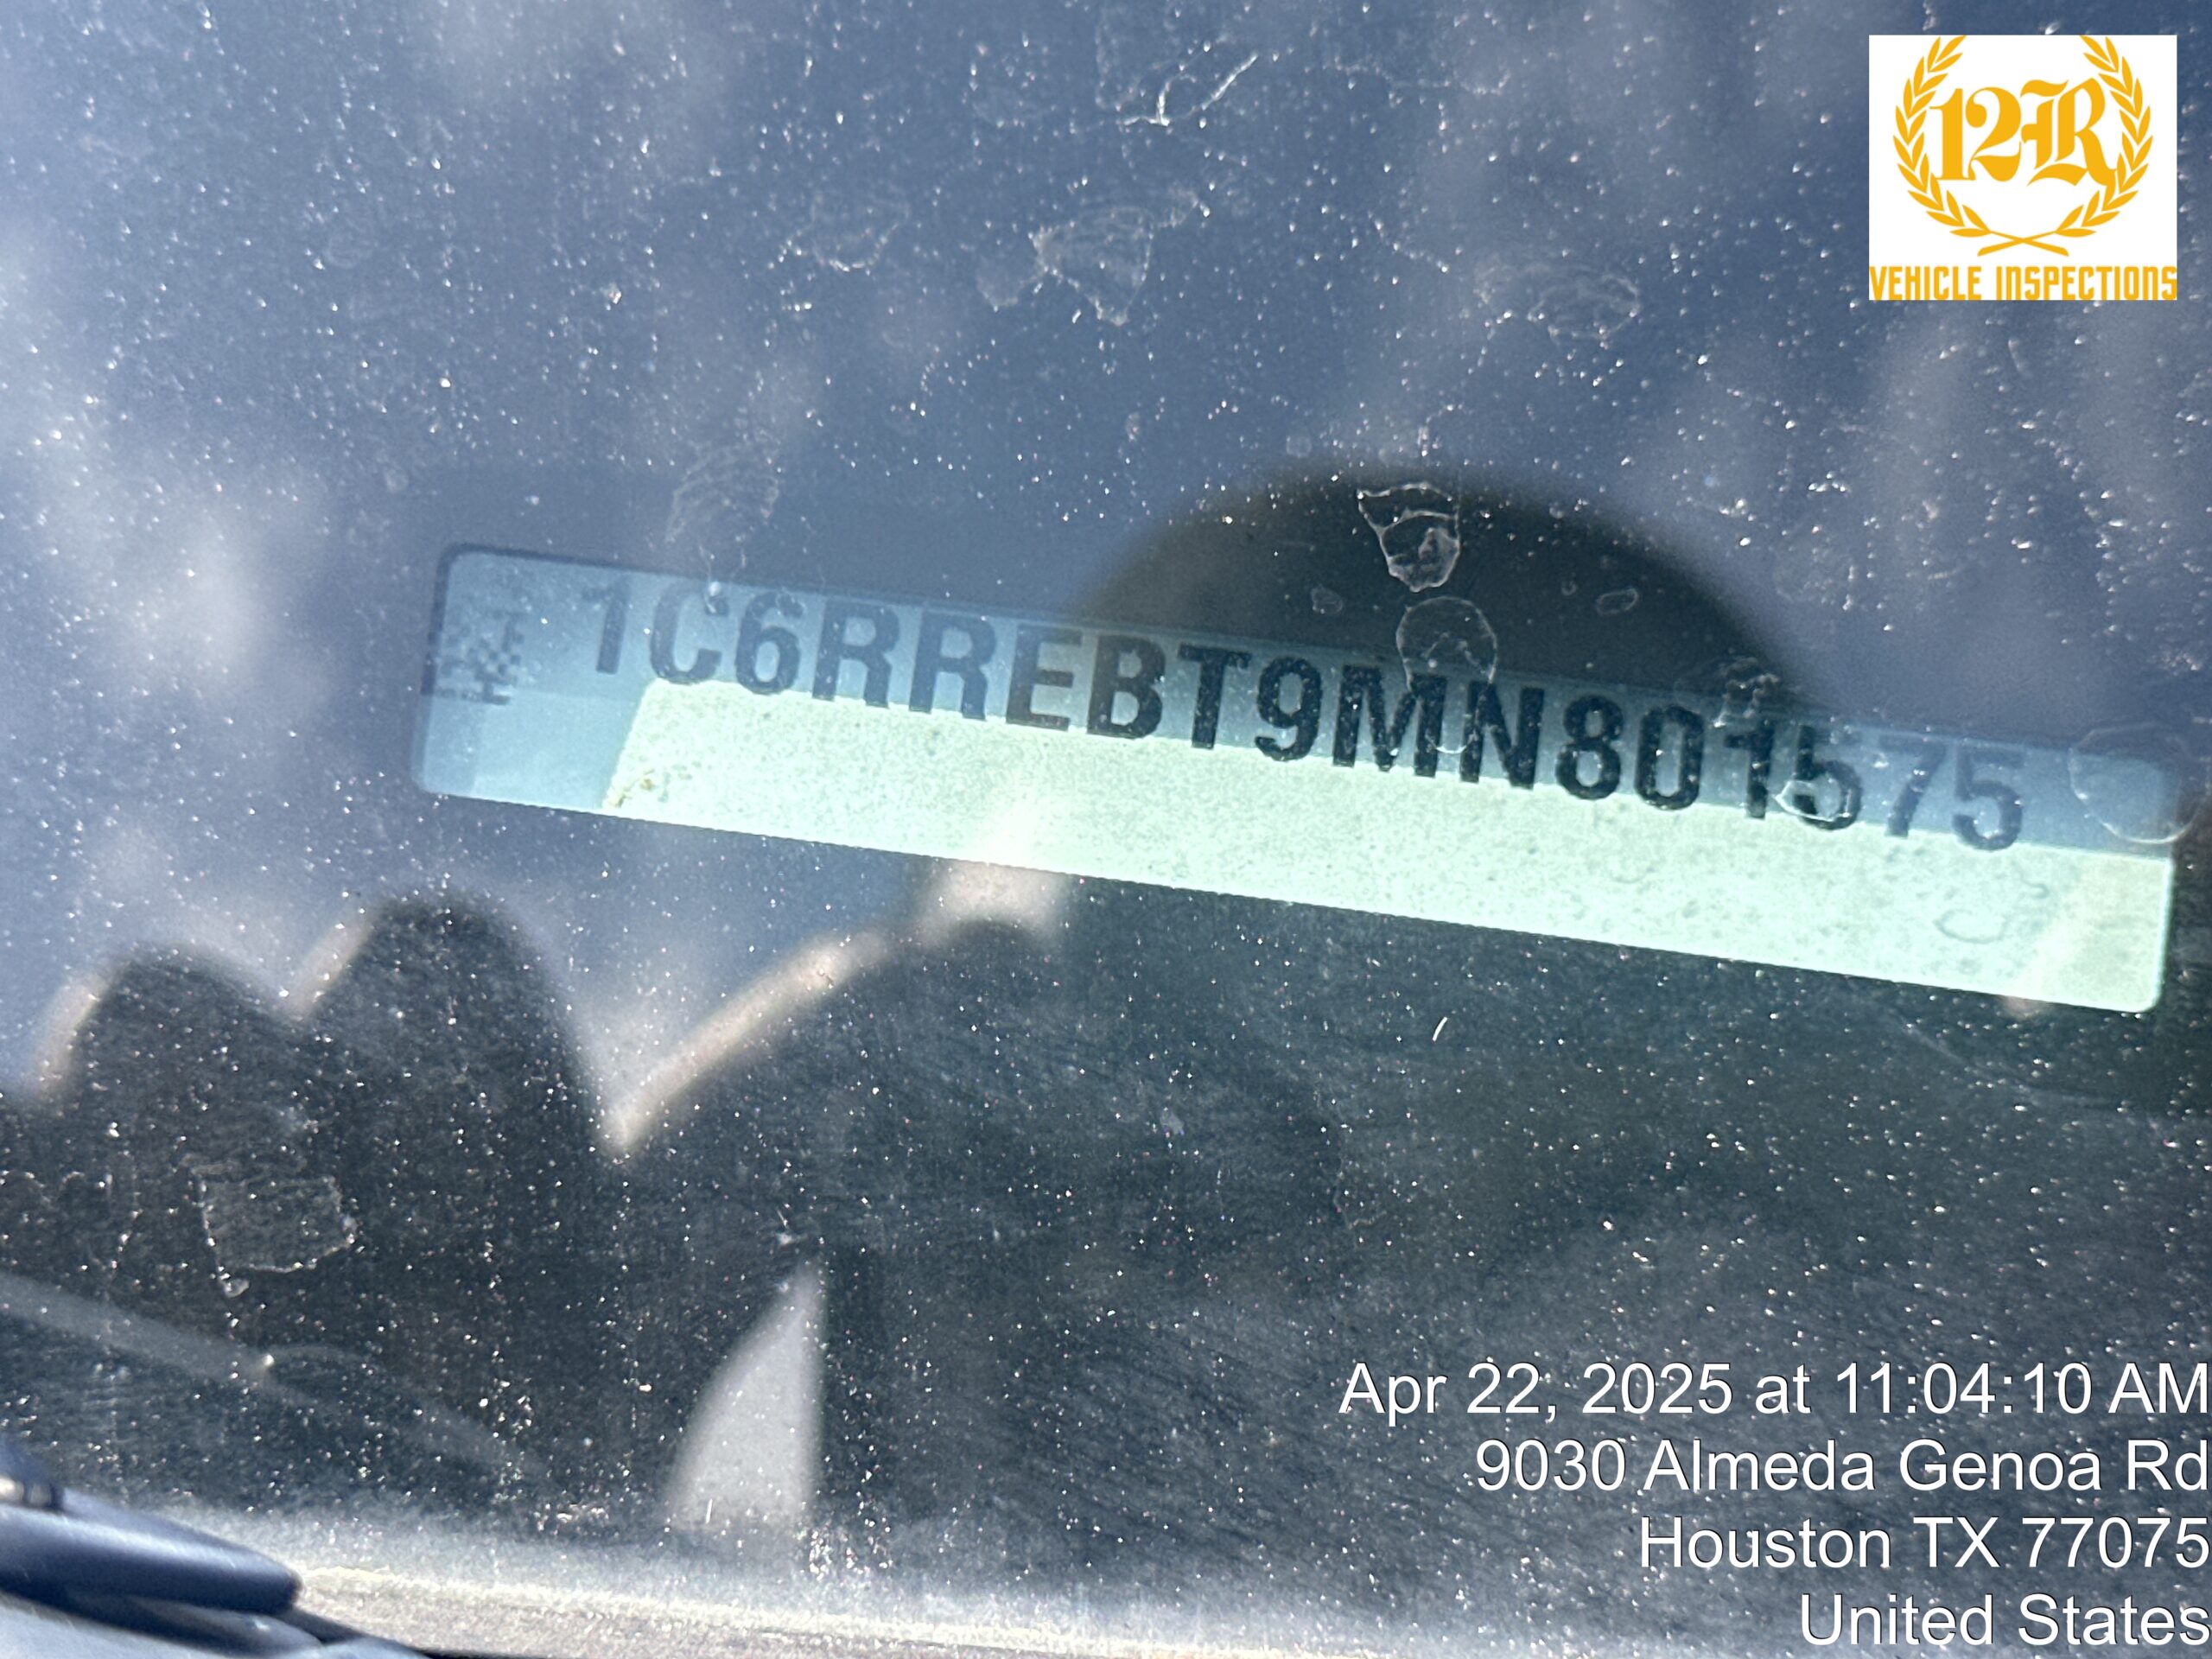 12R
VEHICLE INSPECTIONS
1C6RREBT9MN801575
Apr 22, 2025 at 11:04:10 AM
9030 Almeda Genoa Rd
Houston TX 77075
United States